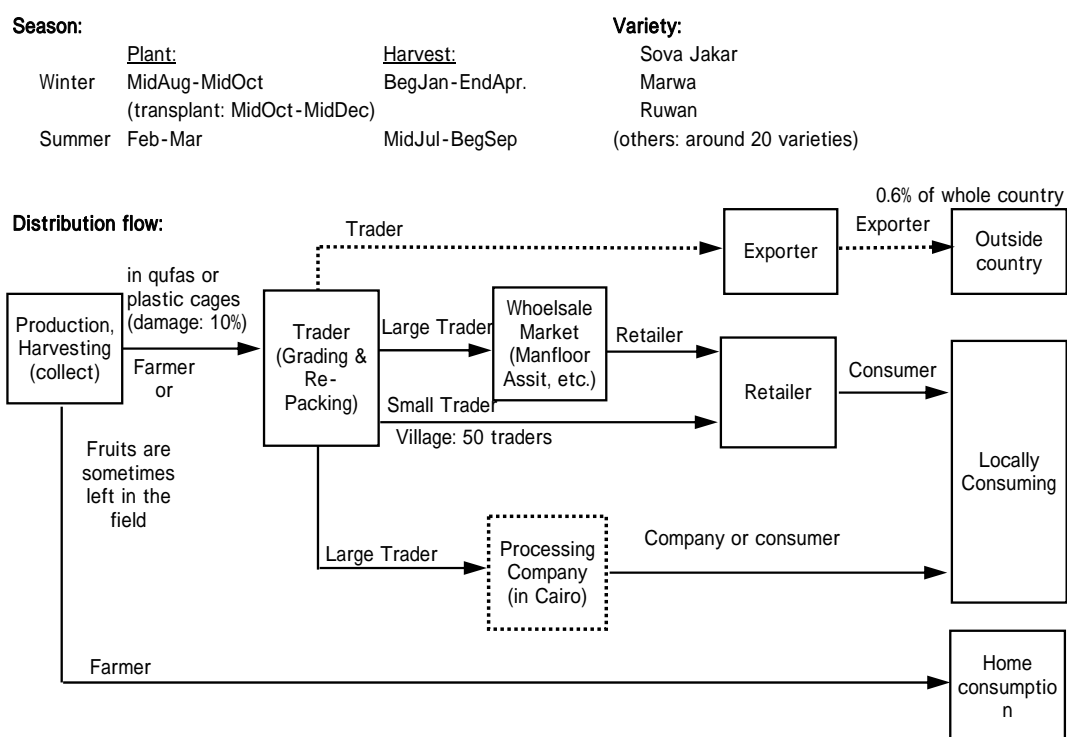 Season:
Variety:
Plant:
Harvest:
Sova Jakar
Winter MidAug-MidOct BegJan-EndApr. Marwa
(transplant: MidOct-MidDec) Ruwan
Summer Feb-Mar MidJul-BegSep (others: around 20 varieties)
0.6% of whole country
Distribution flow:
Trader
Exporter
Exporter
Outside
country
in qufas or
plastic cages
(damage: 10%)
Production,
Harvesting
(collect)
Farmer
or
Trader
(Grading &
Re-
Packing)
Large Trader
Whoelsale
Market
(Manfloor
Assit, etc.)
Retailer
Retailer
Consumer
Small Trader
Village: 50 traders
Locally
Consuming
Fruits are
sometimes
left in the
field
Large Trader
Processing
Company
(in Cairo)
Company or consumer
Farmer
Home
consumptio
n